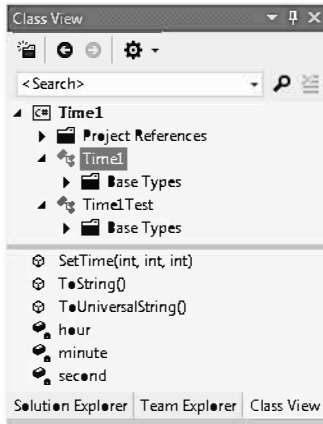 Class View
<Search>
C# Time1
Project References
Time1
Base Types
Time1Test
Base Types
SetTime(int, int, int)
ToString()
ToUniversalString()
hour
minute
second
Solution Explorer Team Explorer Class View